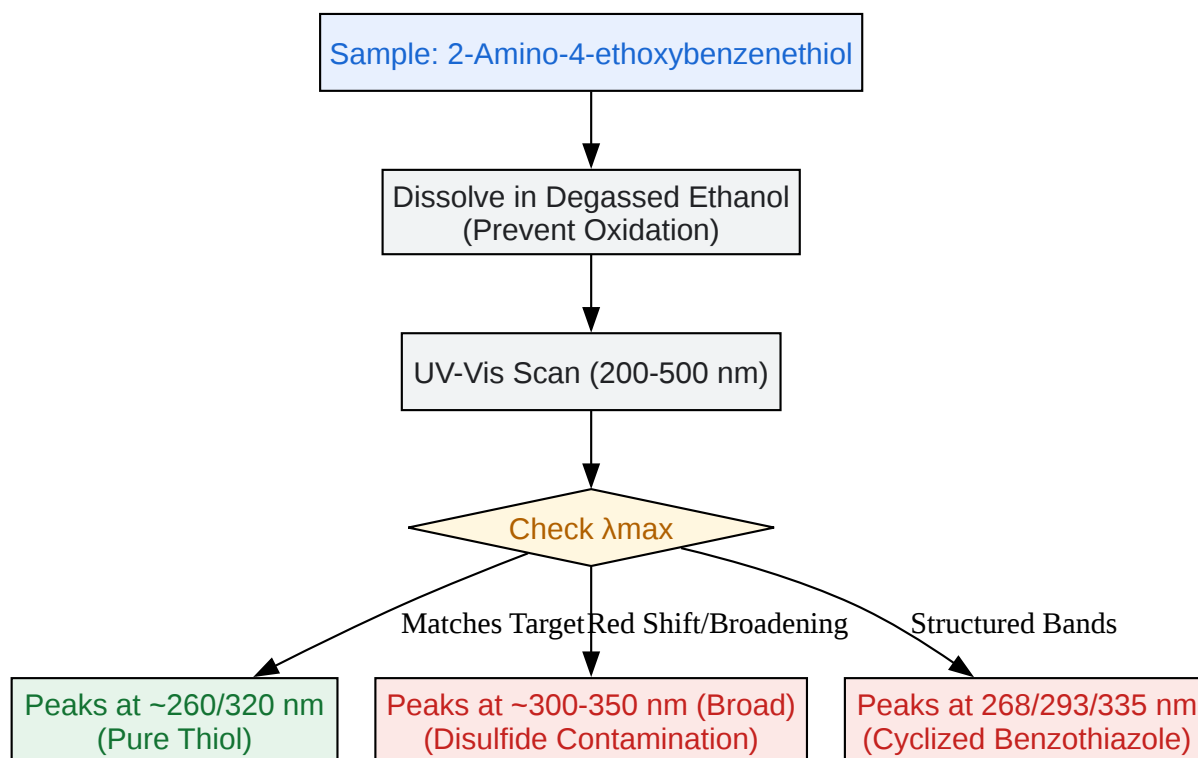 Sample: 2-Amino-4-ethoxybenzenethiol
Dissolve in Degassed Ethanol
(Prevent Oxidation)
UV-Vis Scan (200-500 nm)
Check λmax
Matches Target
Red Shift/Broadening
Structured Bands
Peaks at ~260/320 nm
(Pure Thiol)
Peaks at ~300-350 nm (Broad)
(Disulfide Contamination)
Peaks at 268/293/335 nm
(Cyclized Benzothiazole)